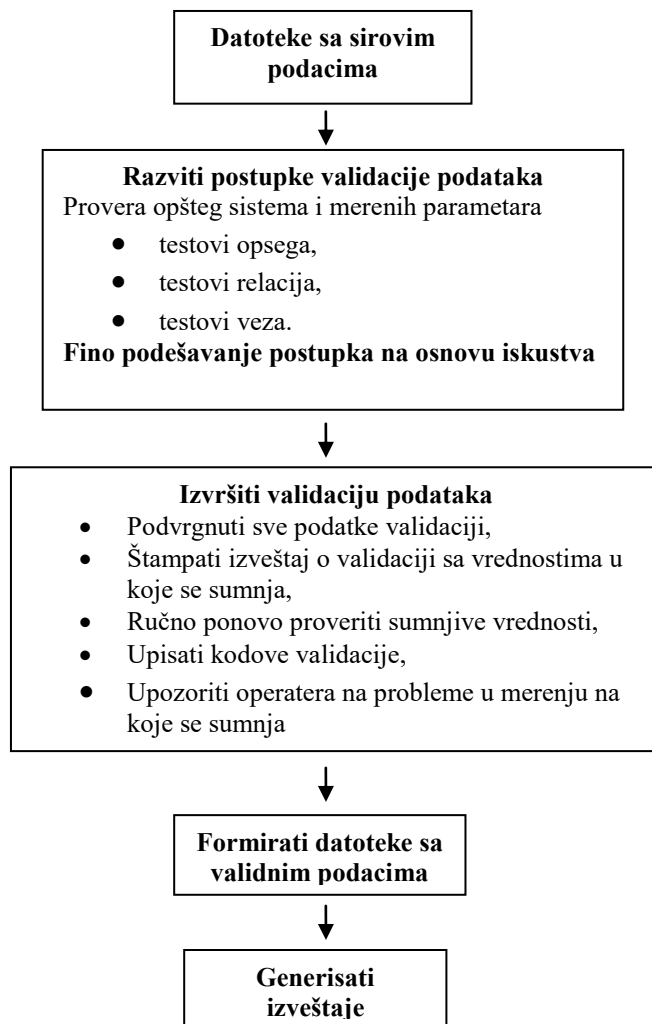 Datoteke sa sirovim
podacima
Razviti postupke validacije podataka
Provera opšteg sistema i merenih parametara
● testovi opsega,
● testovi relacija,
● testovi veza.
Fino podešavanje postupka na osnovu iskustva
Izvršiti validaciju podataka
• Podvrgnuti sve podatke validaciji,
• Štampati izveštaj o validaciji sa vrednostima u
koje se sumnja,
• Ručno ponovo proveriti sumnjive vrednosti,
• Upisati kodove validacije,
● Upozoriti operatera na probleme u merenju na
koje se sumnja
Formirati datoteke sa
validnim podacima
Generisati
izveštaje